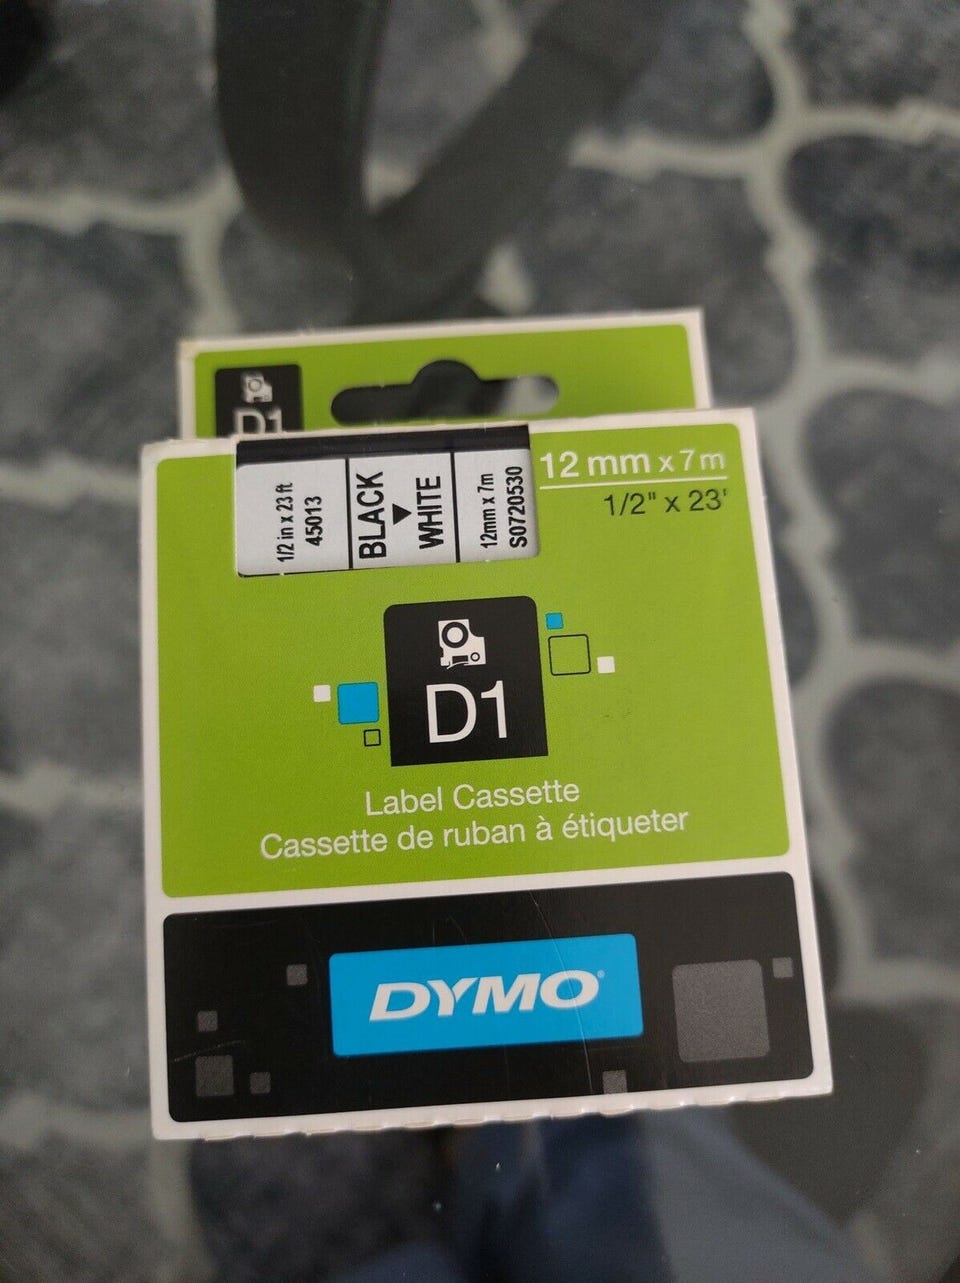 D1
12 mm x 7 m
1/2" x 23'
1/2 in x 23 ft
45013
BLACK
WHITE
12mm x 7m
S0720530
D1
Label Cassette
Cassette de ruban à étiqueter
DYMO®